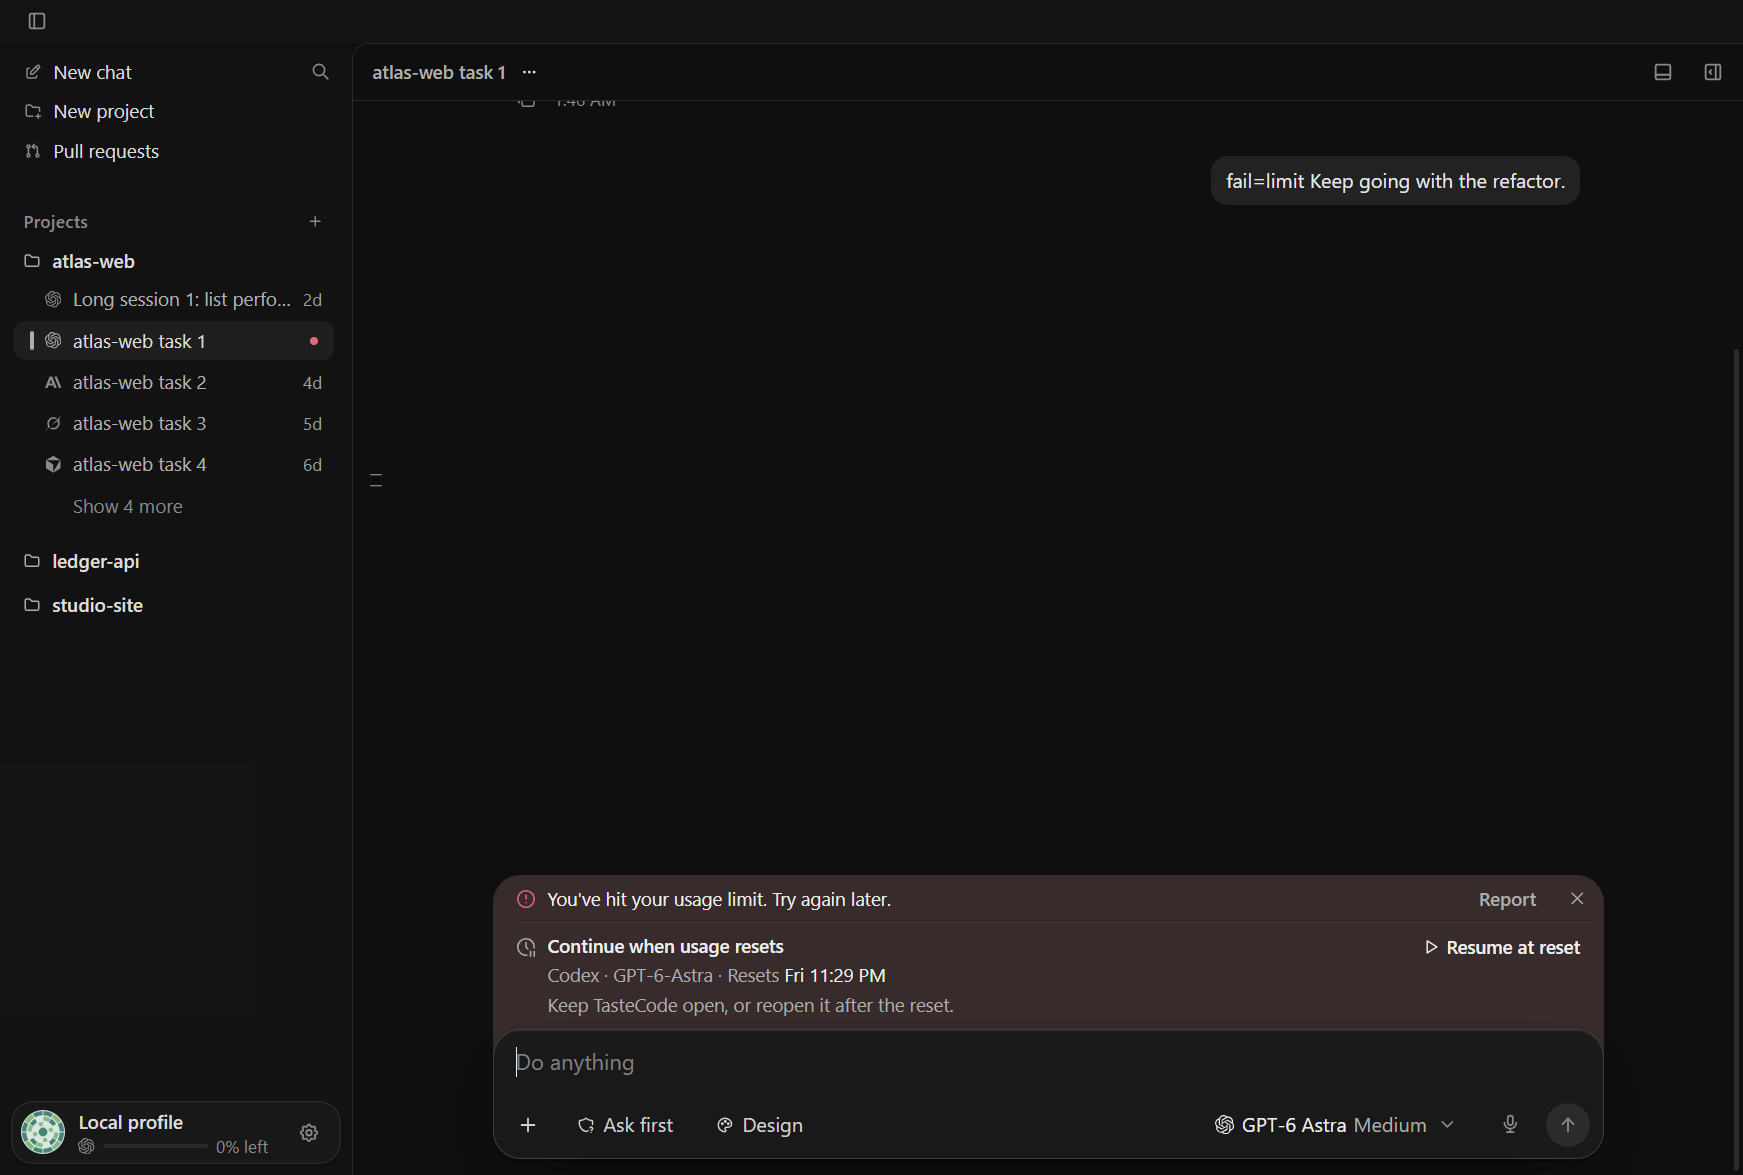 New chat
New project
Pull requests
Projects
atlas-web
Long session 1: list perfo... 2d
atlas-web task 1
atlas-web task 2 4d
atlas-web task 3 5d
atlas-web task 4 6d
Show 4 more
ledger-api
studio-site
Local profile
0% left
atlas-web task 1
fail=limit Keep going with the refactor.
You've hit your usage limit. Try again later. Report
Continue when usage resets Resume at reset
Codex · GPT-6-Astra · Resets Fri 11:29 PM
Keep TasteCode open, or reopen it after the reset.
Do anything
Ask first Design GPT-6 Astra Medium